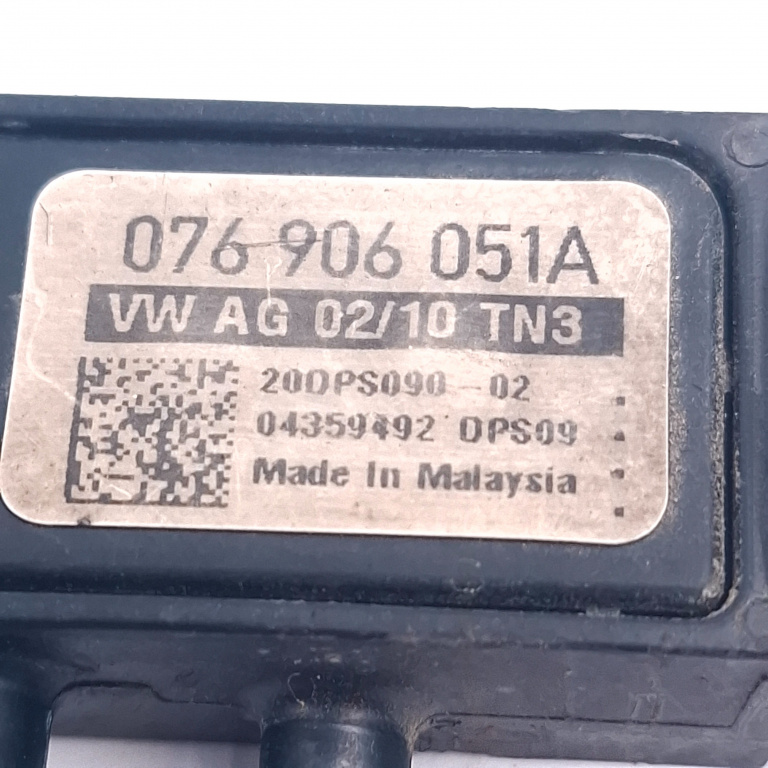 076 906 051A
VW AG 02/10 TN3
20DPS090-02
04359492 DPS09
Made In Malaysia